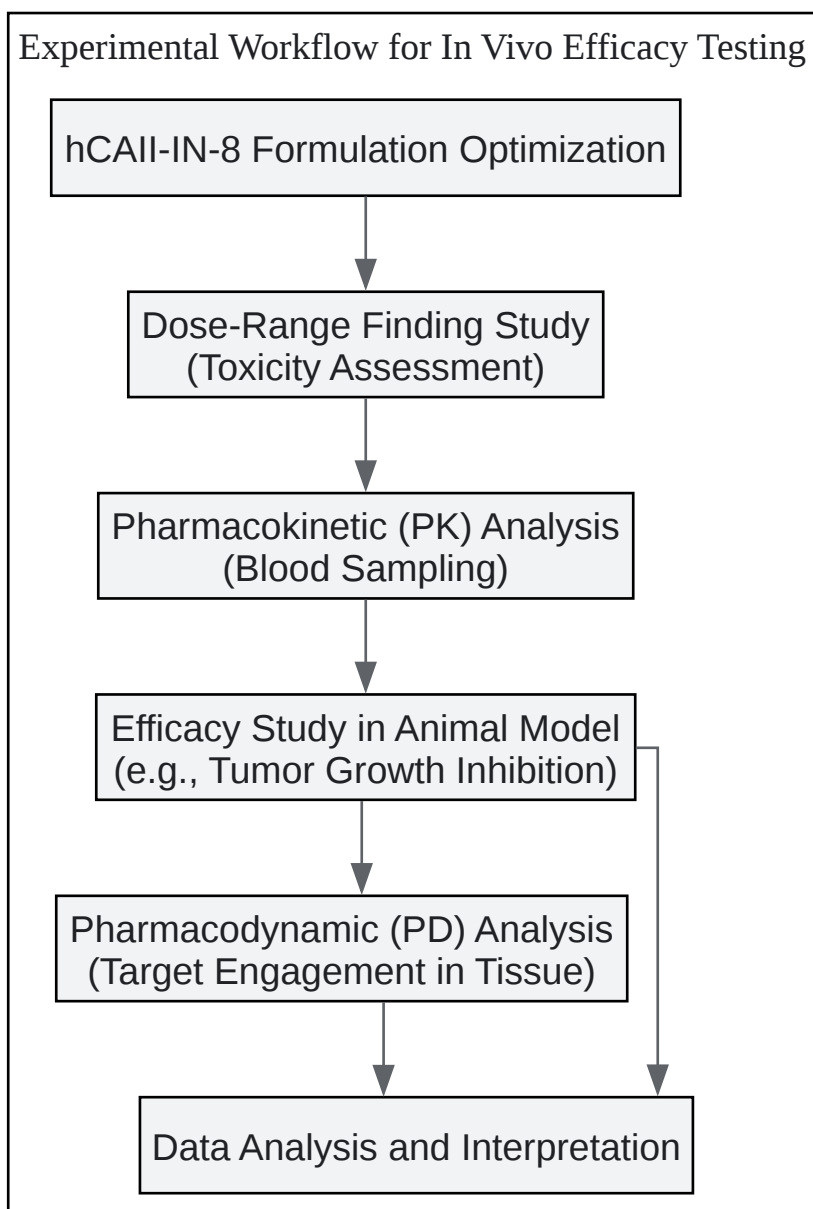 Experimental Workflow for In Vivo Efficacy Testing
hCAII-IN-8 Formulation Optimization
Dose-Range Finding Study
(Toxicity Assessment)
Pharmacokinetic (PK) Analysis
(Blood Sampling)
Efficacy Study in Animal Model
(e.g., Tumor Growth Inhibition)
Pharmacodynamic (PD) Analysis
(Target Engagement in Tissue)
Data Analysis and Interpretation